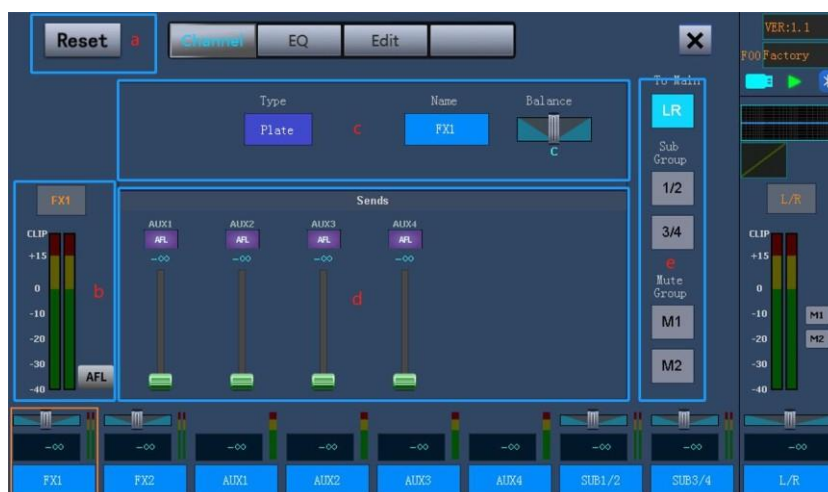 Reset a Channel EQ Edit
VER:1.1
F00 Factory
To Main
Type Name Balance
Plate c FX1
C
LR
Sub
Group
1/2
3/4
e
Mute
Group
M1
M2
FX1
CLIP
+15
0
-10
-20
-30
-40
b
AFL
Sends
AUX1 AUX2 AUX3 AUX4
AFL AFL AFL AFL
-∞ -∞ -∞ -∞
d
L/R
CLIP
+15
0
-10 M1
-20 M2
-30
-40
-∞ -∞ -∞ -∞ -∞ -∞ -∞ -∞ -∞
FX1 FX2 AUX1 AUX2 AUX3 AUX4 SUB1/2 SUB3/4 L/R